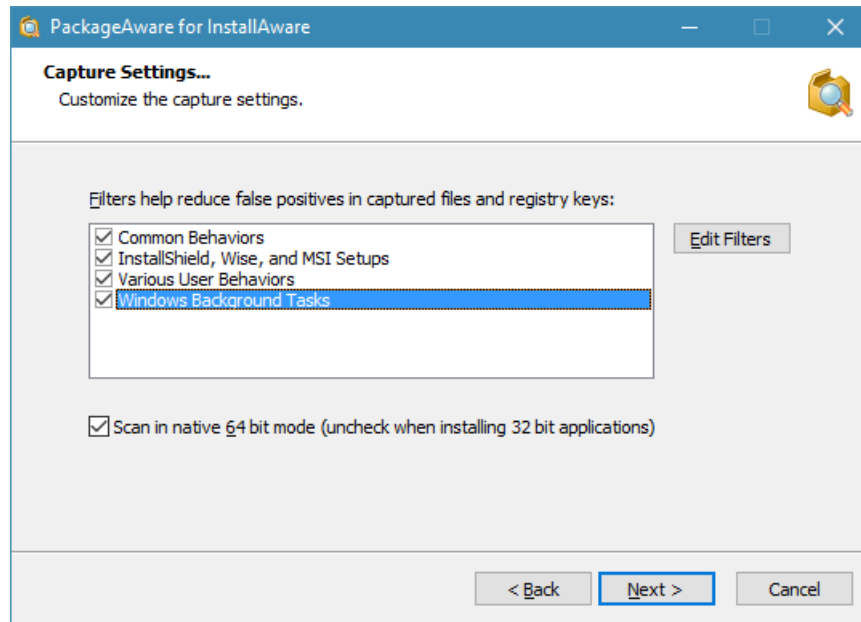 PackageAware for InstallAware
Capture Settings...
Customize the capture settings.
Filters help reduce false positives in captured files and registry keys:
Common Behaviors
InstallShield, Wise, and MSI Setups
Various User Behaviors
Windows Background Tasks
Edit Filters
Scan in native 64 bit mode (uncheck when installing 32 bit applications)
< Back
Next >
Cancel